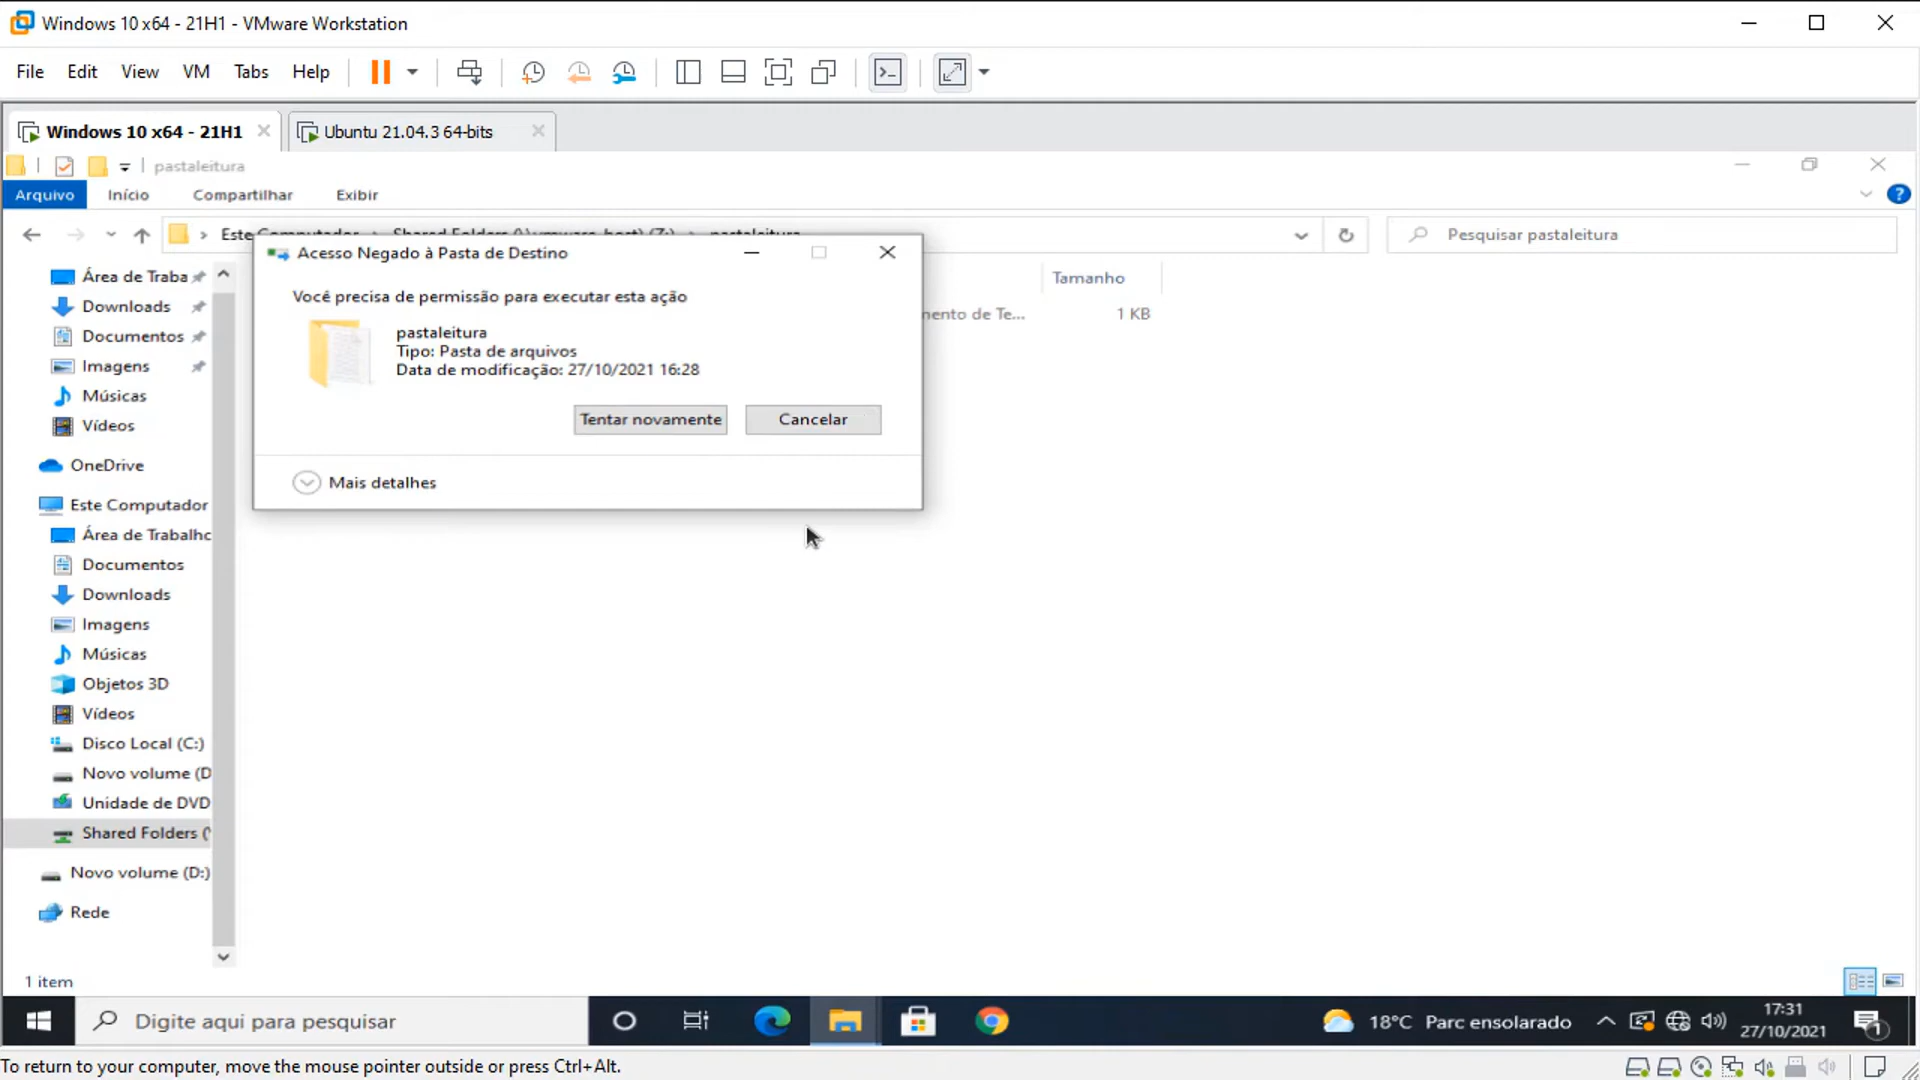 Windows 10 x64 - 21H1 - VMware Workstation
File Edit View VM Tabs Help
Windows 10 x64 - 21H1
Ubuntu 21.04.3 64-bits
pastaleitura
Arquivo Início Compartilhar Exibir
Pesquisar pastaleitura
Acesso Negado à Pasta de Destino
Você precisa de permissão para executar esta ação
pastaleitura
Tipo: Pasta de arquivos
Data de modificação: 27/10/2021 16:28
Tentar novamente
Cancelar
Mais detalhes
Tamanho
mento de Te...
1 KB
Área de Traba
Downloads
Documentos
Imagens
Músicas
Vídeos
OneDrive
Este Computador
Área de Trabalho
Documentos
Downloads
Imagens
Músicas
Objetos 3D
Vídeos
Disco Local (C:)
Novo volume (D
Unidade de DVD
Shared Folders (
Novo volume (D:)
Rede
1 item
Digite aqui para pesquisar
18°C Parc ensolarado
17:31
27/10/2021
1
To return to your computer, move the mouse pointer outside or press Ctrl+Alt.